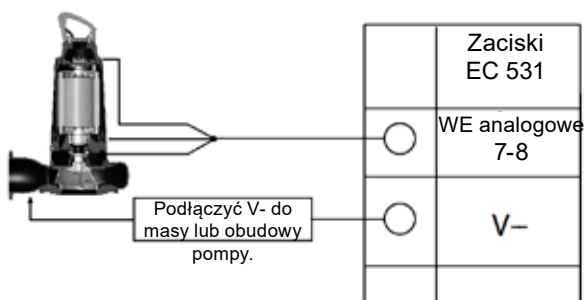 Zaciski
EC 531
WE analogowe
7-8
Podłączyć V- do
masy lub obudowy
pompy.
V–